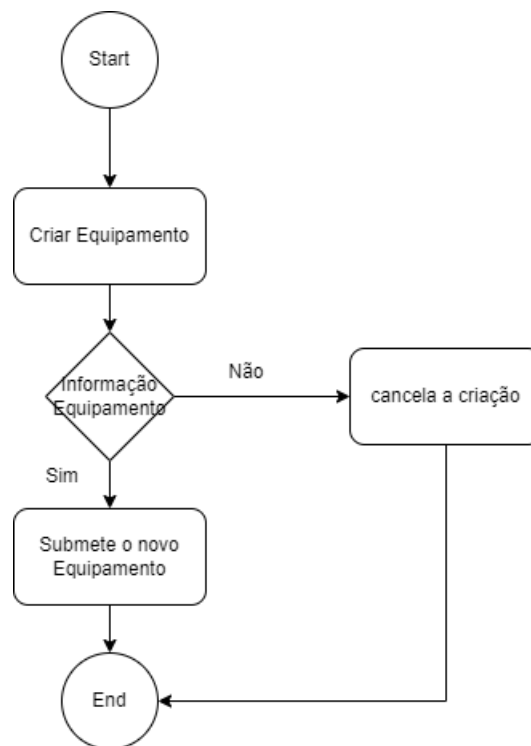 Start
Criar Equipamento
Informação
Equipamento
Não
cancela a criação
Sim
Submete o novo
Equipamento
End